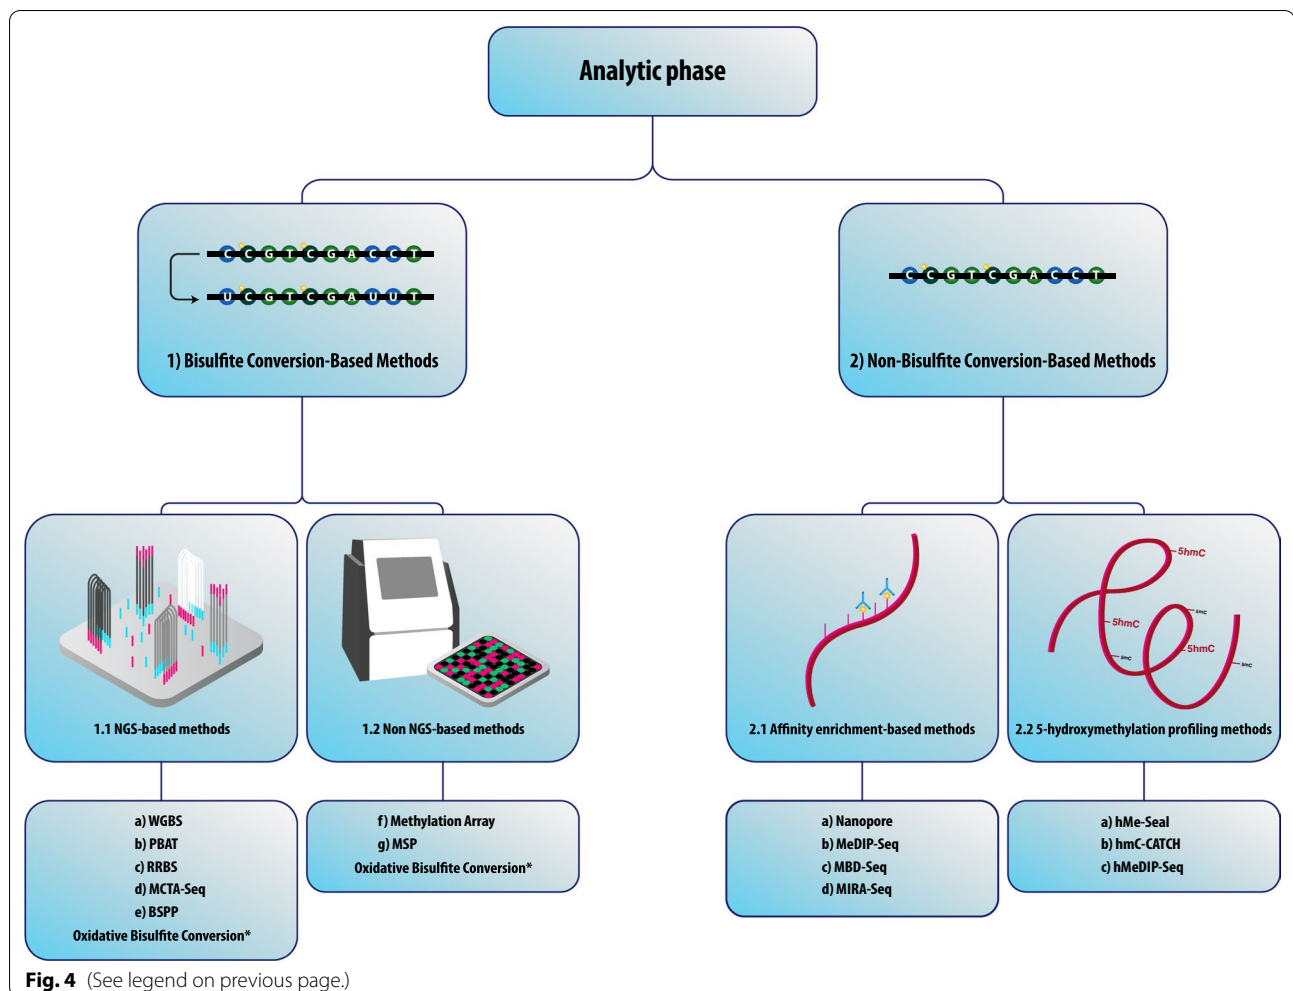 Analytic phase
C C G T C G A C C T
U C G T C G A U U T
1) Bisulfite Conversion-Based Methods
C C G T C G A C C T
2) Non-Bisulfite Conversion-Based Methods
1.1 NGS-based methods
1.2 Non NGS-based methods
2.1 Affinity enrichment-based methods
5hmC
5mC
5hmC
5hmC
5mC
5mC
2.2 5-hydroxymethylation profiling methods
a) WGBS
b) PBAT
c) RRBS
d) MCTA-Seq
e) BSPP
Oxidative Bisulfite Conversion*
f) Methylation Array
g) MSP
Oxidative Bisulfite Conversion*
a) Nanopore
b) MeDIP-Seq
c) MBD-Seq
d) MIRA-Seq
a) hMe-Seal
b) hmC-CATCH
c) hMeDIP-Seq
Fig. 4 (See legend on previous page.)